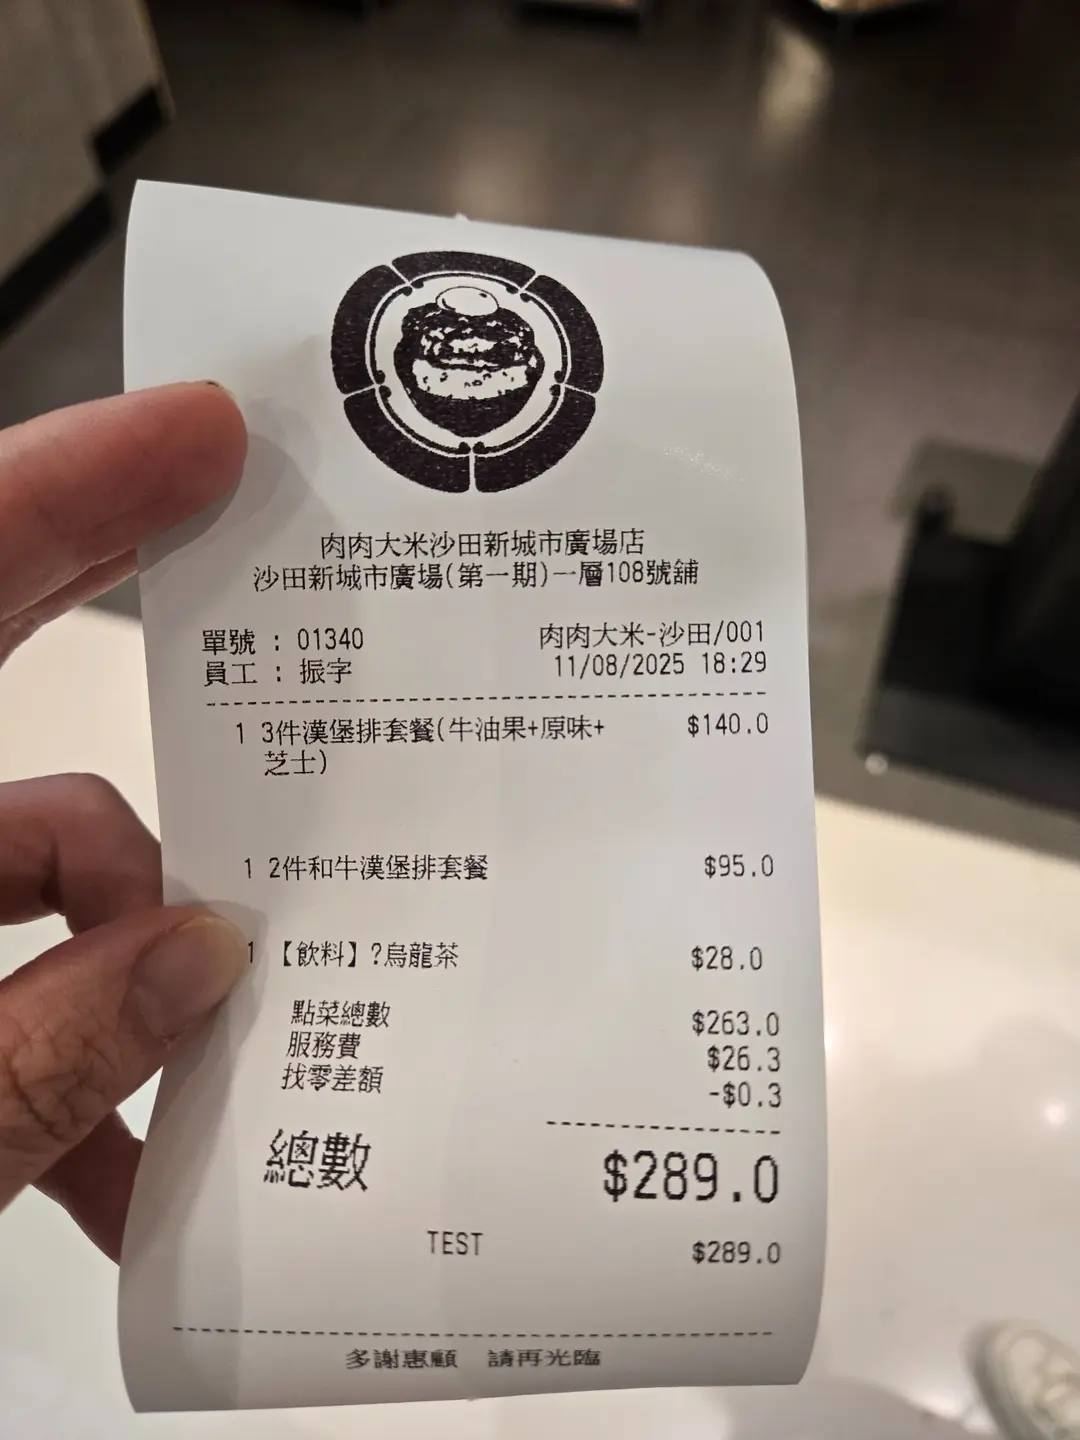 肉肉大米沙田新城市廣場店
沙田新城市廣場(第一期)一層108號舖
單號 : 01340 肉肉大米-沙田/001
員工 : 振字 11/08/2025 18:29
1 3件漢堡排套餐(牛油果+原味+ $140.0
芝士)
1 2件和牛漢堡排套餐 $95.0
1 【飲料】?烏龍茶 $28.0
點菜總數 $263.0
服務費 $26.3
找零差額 -$0.3
總數 $289.0
TEST $289.0
多謝惠顧 請再光臨